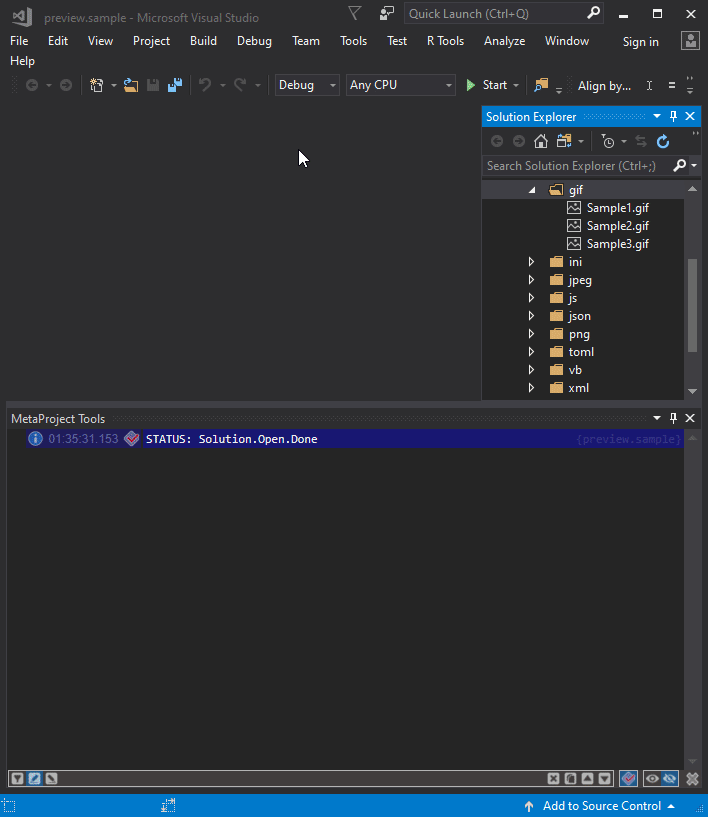 preview.sample - Microsoft Visual Studio
Quick Launch (Ctrl+Q)
File Edit View Project Build Debug Team Tools Test R Tools Analyze Window Sign in
Help
Debug Any CPU Start Align by...
Solution Explorer
Search Solution Explorer (Ctrl+;)
gif
Sample1.gif
Sample2.gif
Sample3.gif
ini
jpeg
js
json
png
toml
vb
xml
MetaProject Tools
01:35:31.153 STATUS: Solution.Open.Done {preview.sample}
Add to Source Control